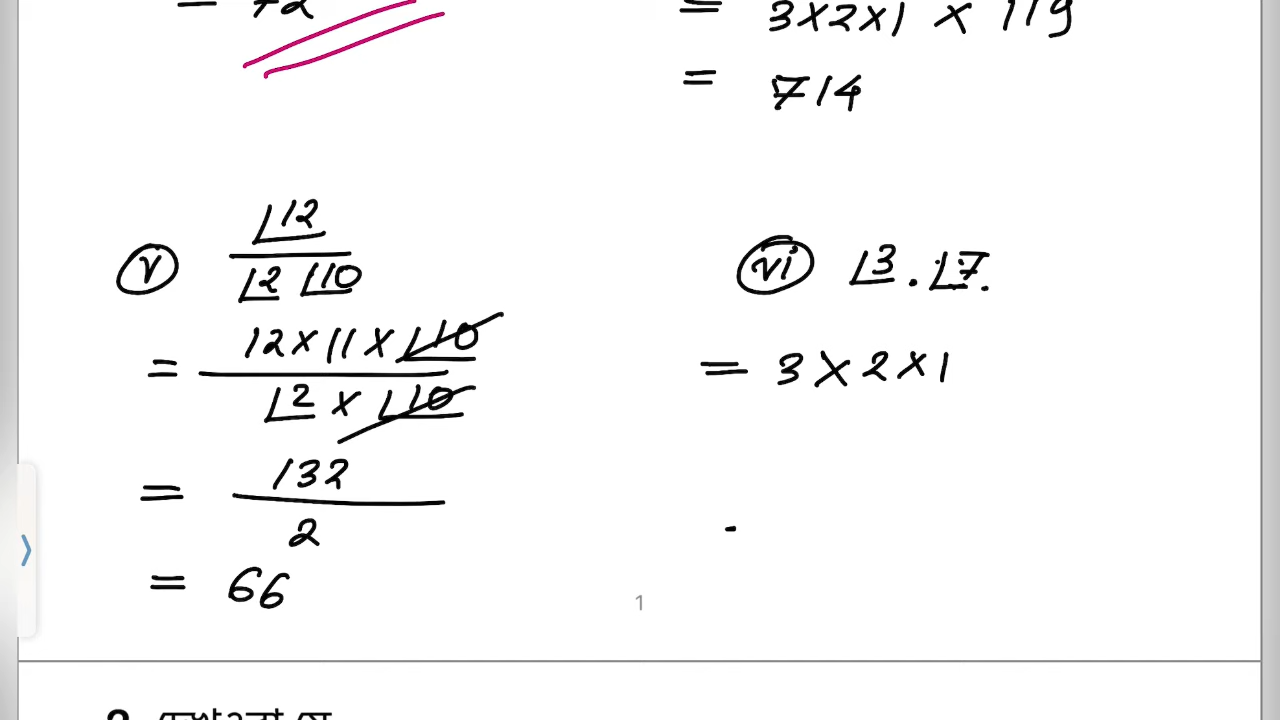 = 72
= 3×2×1 × 119
= 714
(v) ⌊12 / ⌊2 ⌊10
= 12×11×⌊10 / ⌊2 × ⌊10
= 132 / 2
= 66
(vi) ⌊3 . ⌊7.
= 3×2×1
-
1